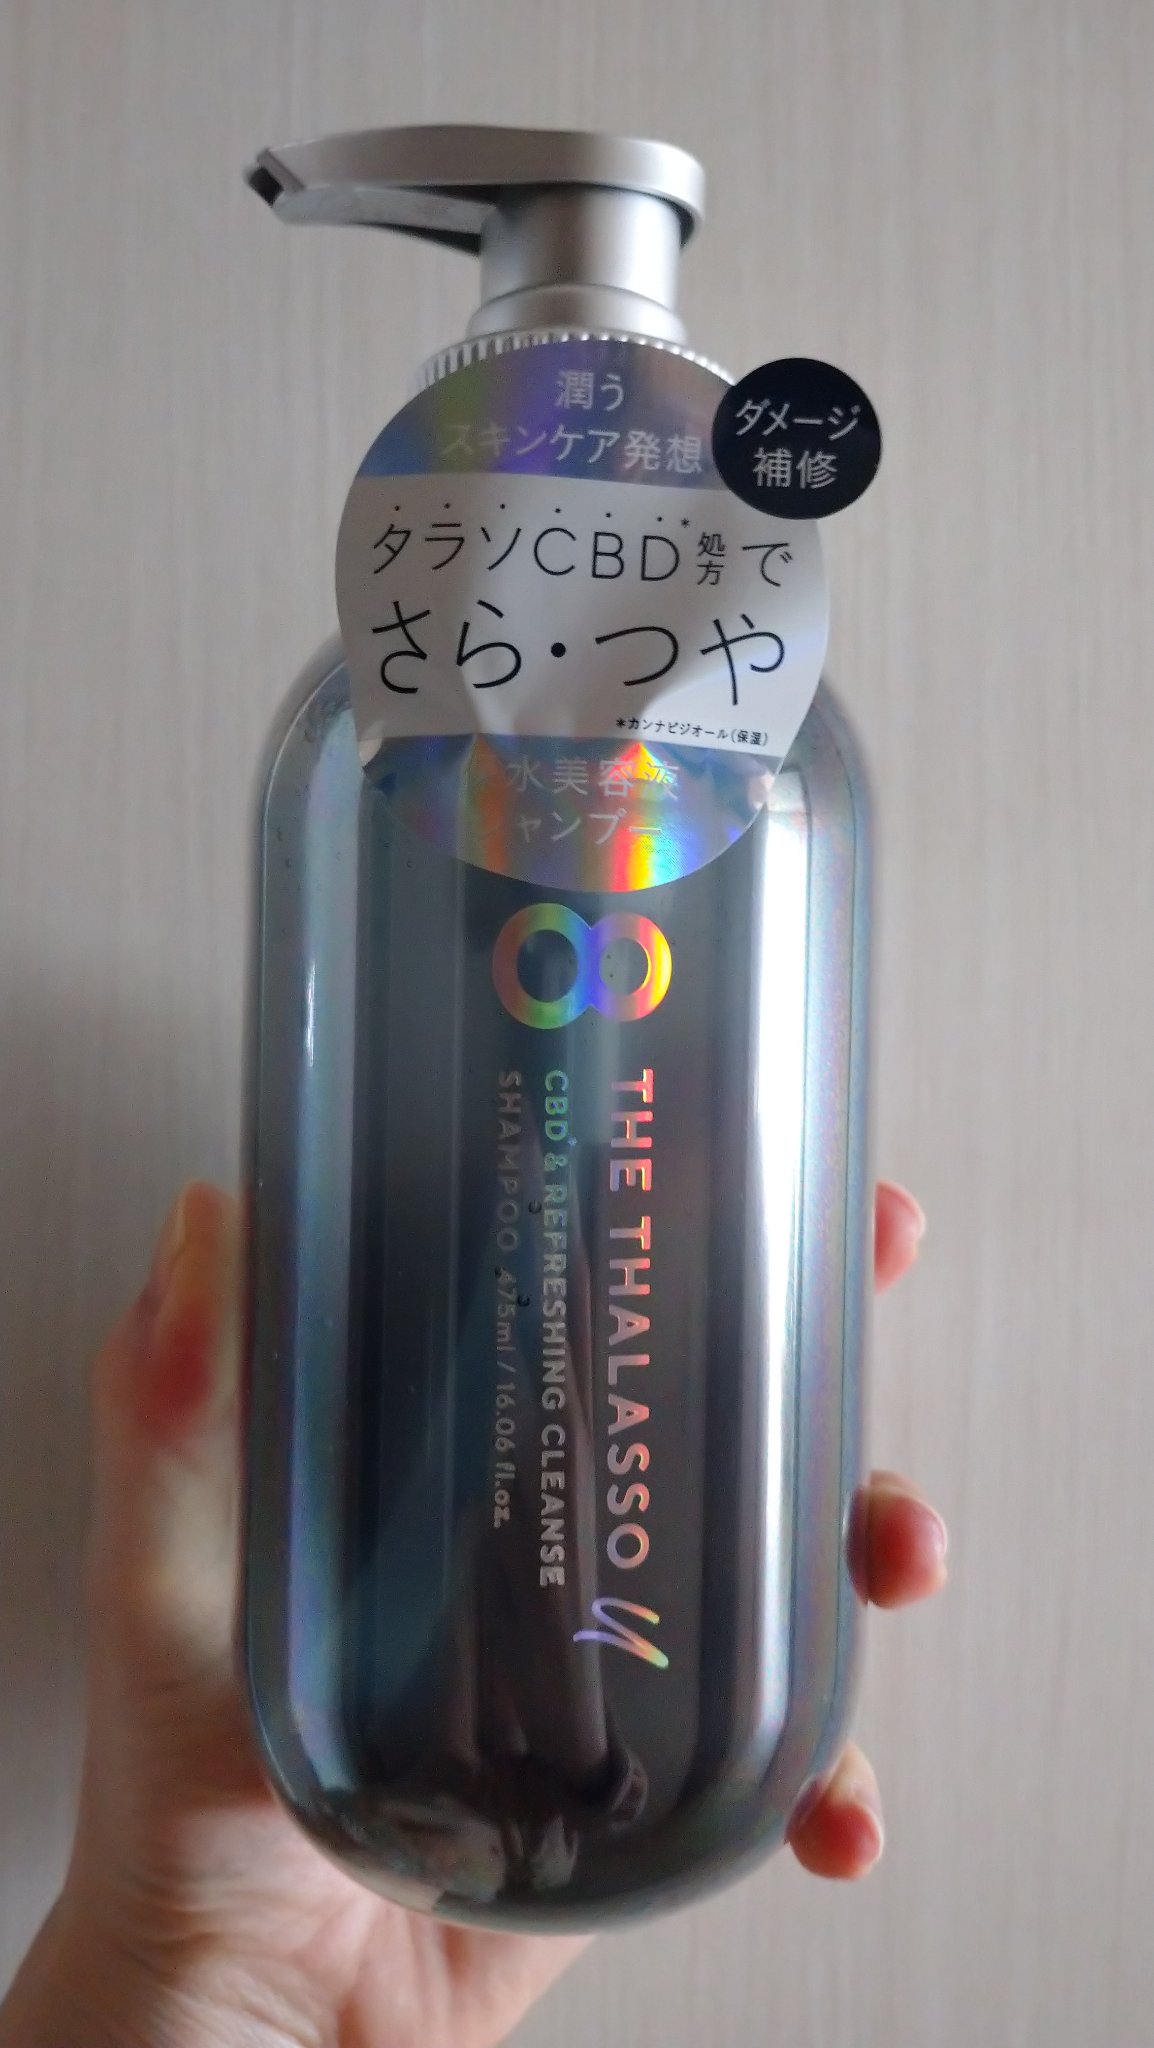 潤う
スキンケア発想
ダメージ
補修
タラソCBD*処方で
さら・つや
*カンナビジオール(保湿)
水美容液
シャンプー
8
THE THALASSO
CBD* & REFRESHING CLEANSE
SHAMPOO 475ml / 16.06 fl.oz.